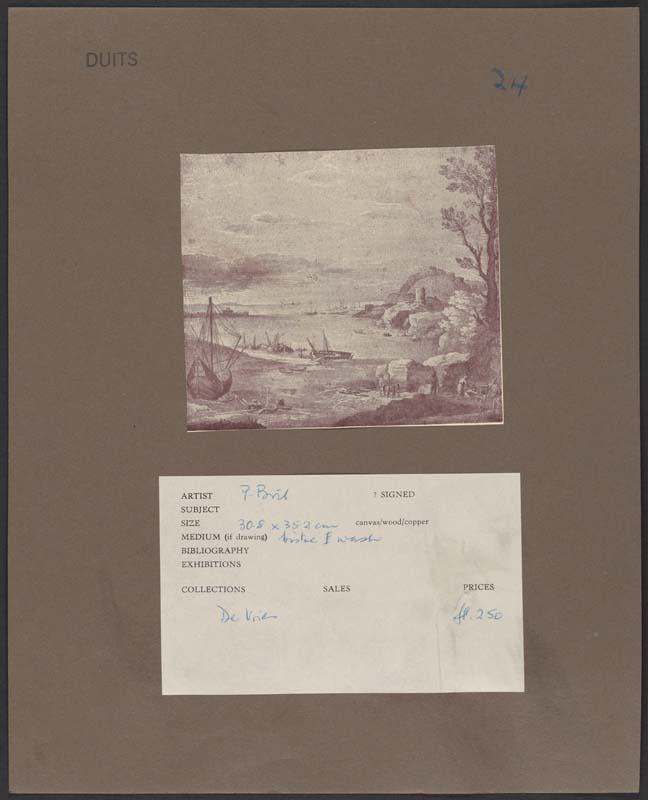 DUITS
24
ARTIST P. Bril ? SIGNED
SUBJECT
SIZE 30.8 x 35.2 cm canvas/wood/copper
MEDIUM (if drawing) bistre & wash
BIBLIOGRAPHY
EXHIBITIONS
COLLECTIONS SALES PRICES
De Vries fl. 250